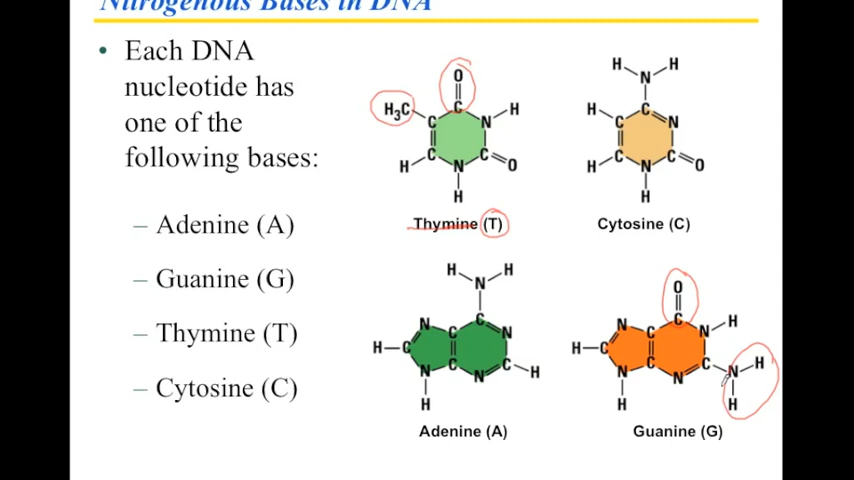 Nitrogenous Bases in DNA
• Each DNA
nucleotide has
one of the
following bases:
– Adenine (A)
– Guanine (G)
– Thymine (T)
– Cytosine (C)
O
H3C
C
C
N
H
H
C
C
O
N
H
Thymine (T)
H
H
N
H
C
C
N
H
C
C
O
N
H
Cytosine (C)
H
H
N
N
C
C
N
H
C
C
C
H
N
N
H
Adenine (A)
O
N
C
C
N
H
H
C
C
C
N
H
N
N
H
H
Guanine (G)